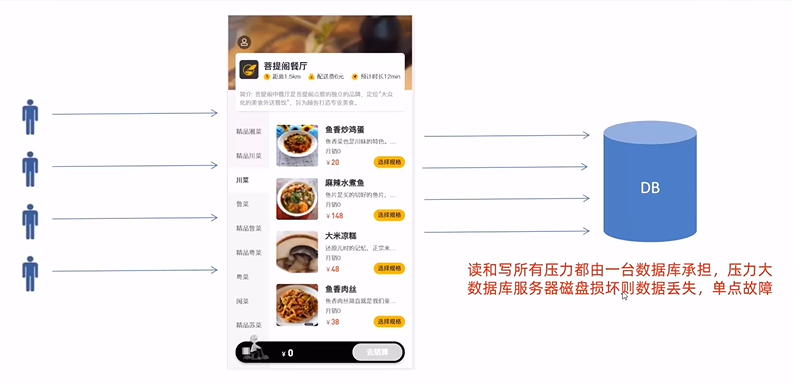 菩提阁餐厅
距离1.5km 配送费6元 预计时长12min
简介: 菩提阁中餐厅是菩提阁点餐的独立的品牌，定位“大众
化的美食外送餐饮”，旨为顾客打造专业美食。
精品湘菜
精品川菜
川菜
鲁菜
精品鲁菜
精品粤菜
粤菜
闽菜
精品苏菜
鱼香炒鸡蛋
鱼香菜也是川味的特色。...
月销0
¥20 选择规格
麻辣水煮鱼
鱼片是买的切好的鱼片，...
月销0
¥148 选择规格
大米凉糕
还原儿时的记忆，正宗米...
月销0
¥48 选择规格
鱼香肉丝
鱼香肉丝简直就是我们童...
月销0
¥38 选择规格
¥ 0 去结算
DB
读和写所有压力都由一台数据库承担，压力大
数据库服务器磁盘损坏则数据丢失，单点故障